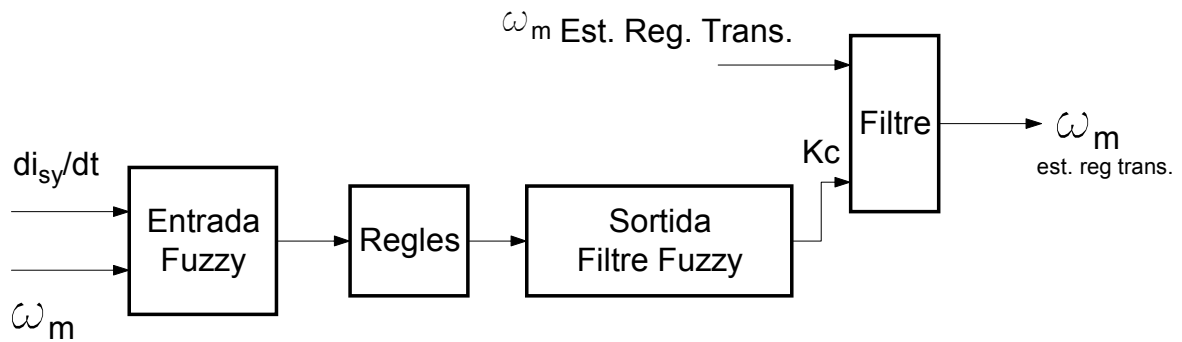 ωm Est. Reg. Trans.
Filtre
ωm
est. reg trans.
Kc
disy/dt
Entrada
Fuzzy
Regles
Sortida
Filtre Fuzzy
ωm